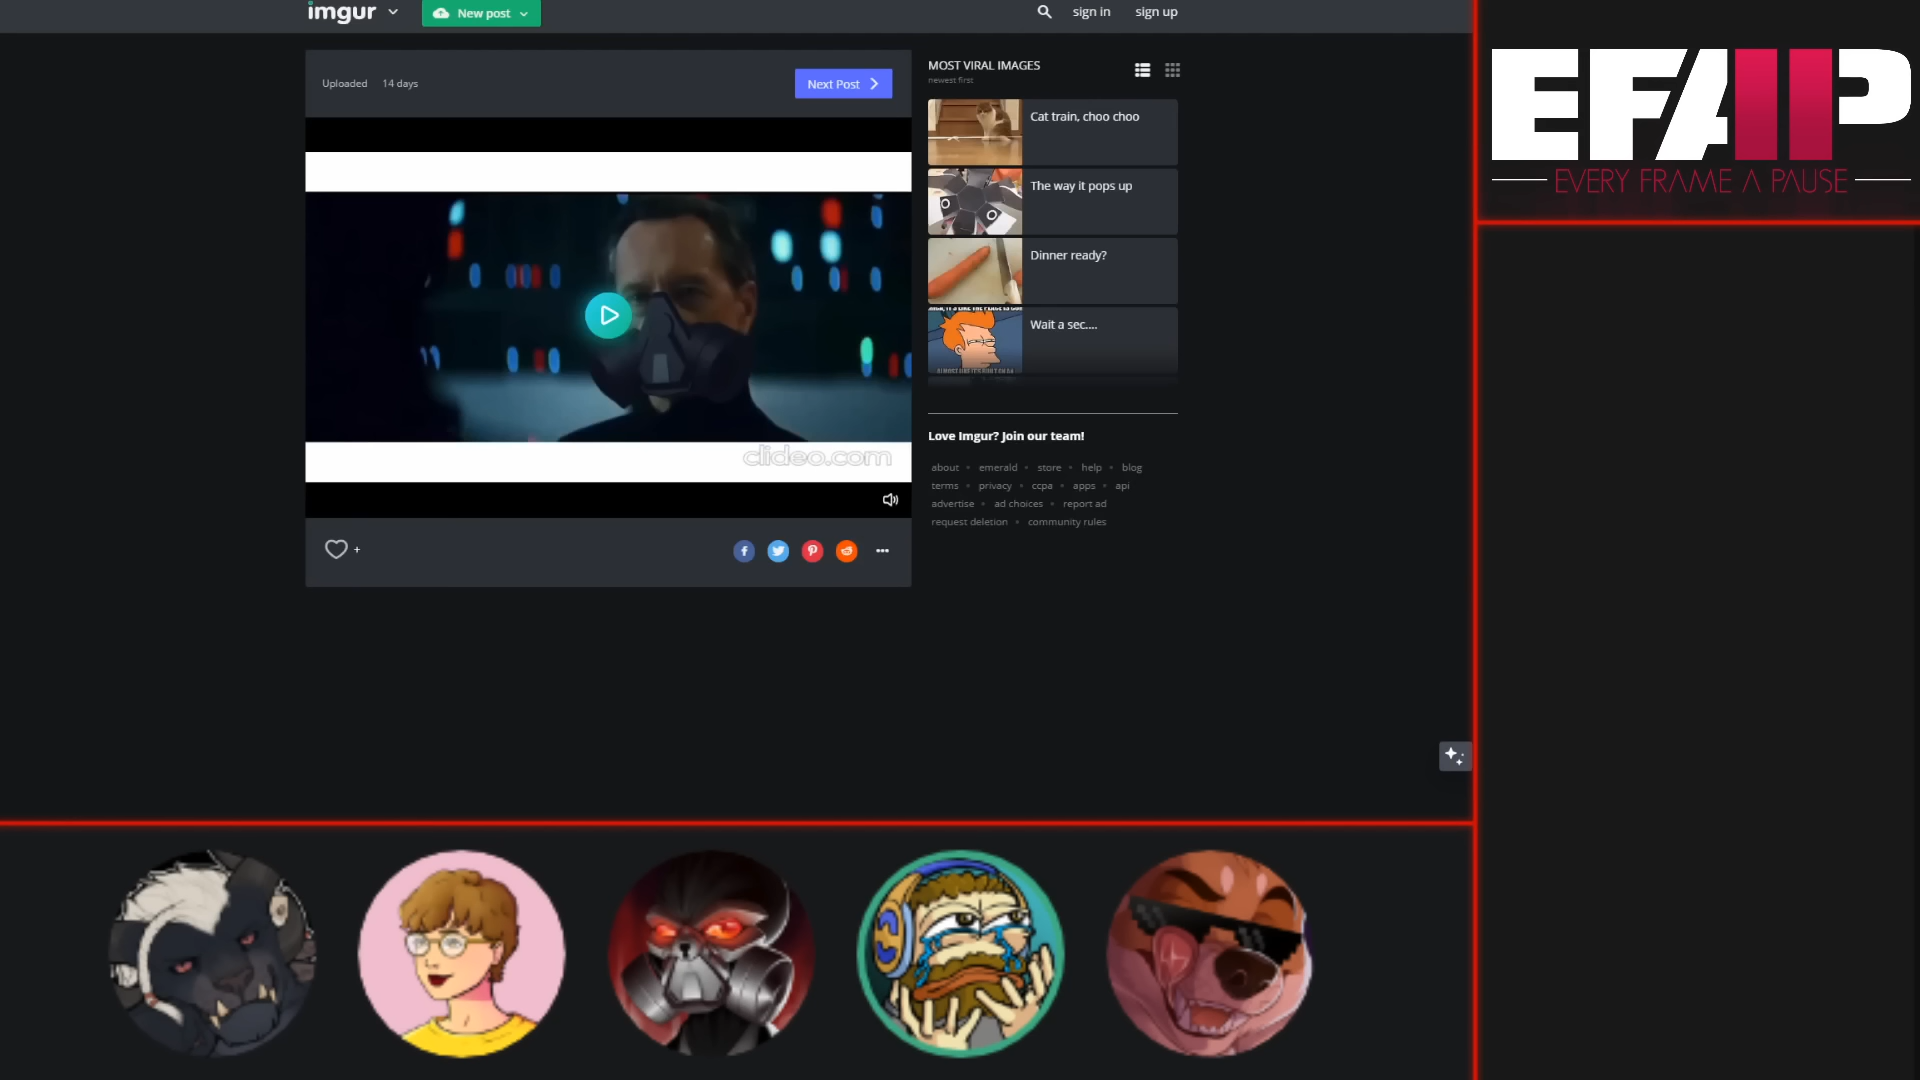 imgur
New post
sign in
sign up
Uploaded 14 days
Next Post
clideo.com
MOST VIRAL IMAGES
newest first
Cat train, choo choo
The way it pops up
Dinner ready?
Wait a sec....
Love Imgur? Join our team!
about • emerald • store • help • blog
terms • privacy • ccpa • apps • api
advertise • ad choices • report ad
request deletion • community rules
EFAP
EVERY FRAME A PAUSE